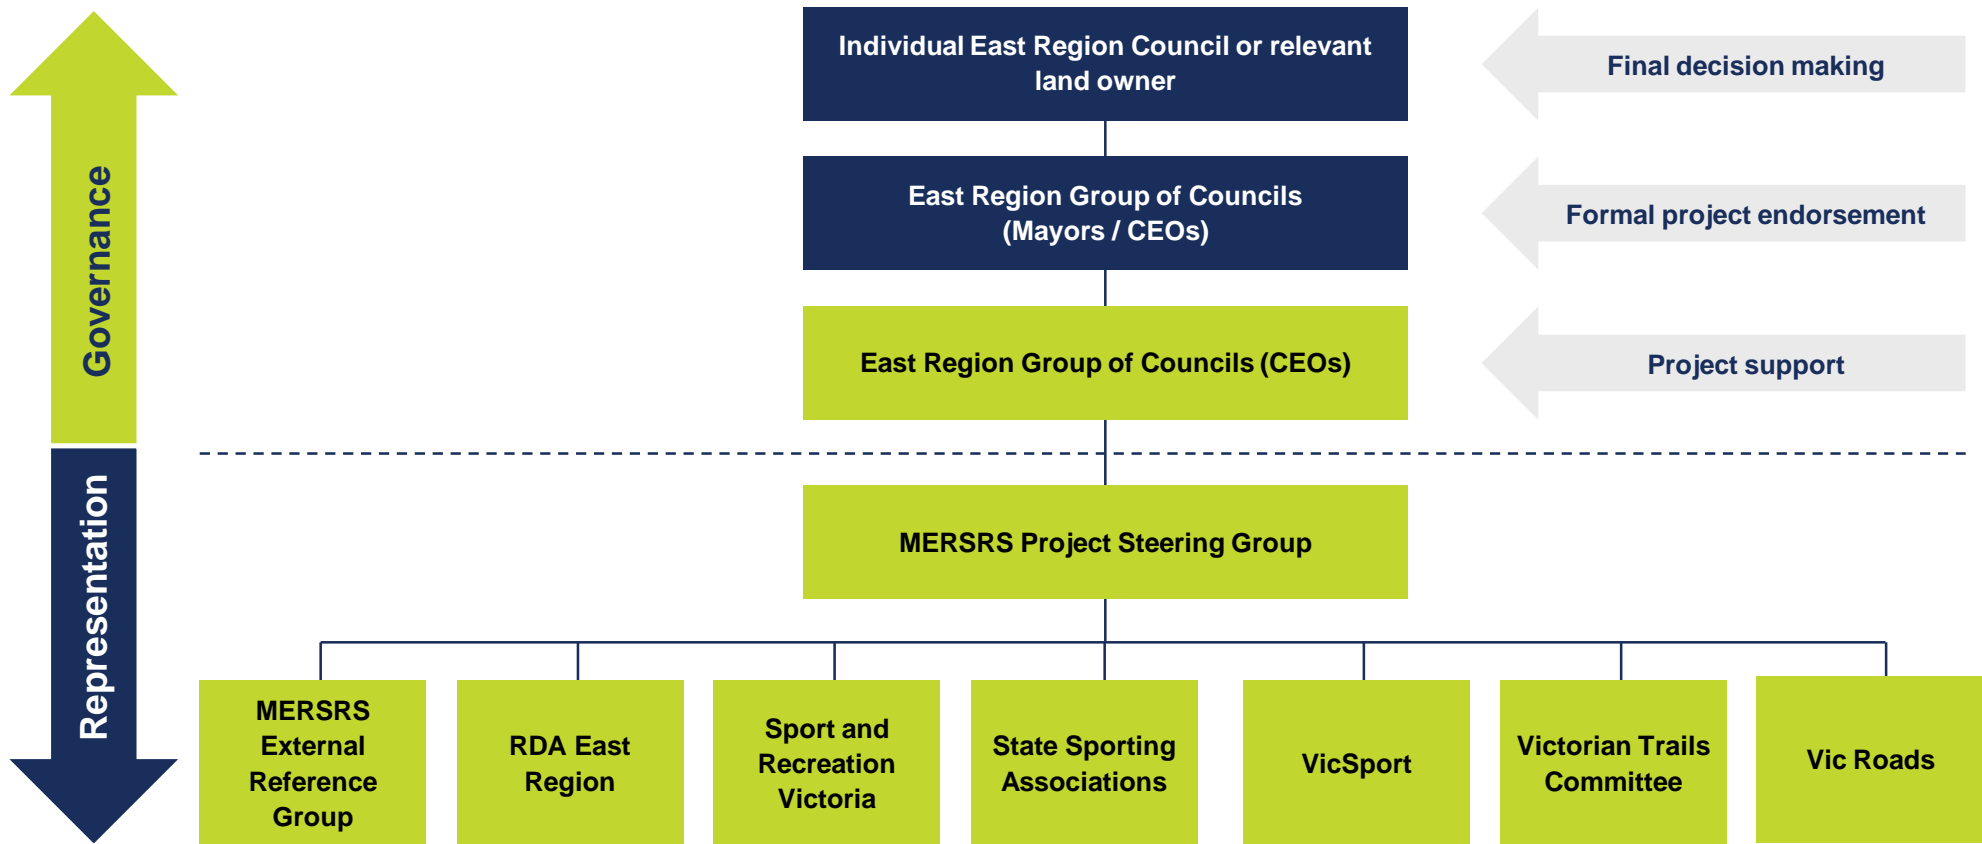 Individual East Region Council or relevant
land owner
Final decision making
East Region Group of Councils
(Mayors / CEOs)
Formal project endorsement
Governance
East Region Group of Councils (CEOs)
Project support
Representation
MERSRS Project Steering Group
MERSRS
External
Reference
Group
RDA East
Region
Sport and
Recreation
Victoria
State Sporting
Associations
VicSport
Victorian Trails
Committee
Vic Roads